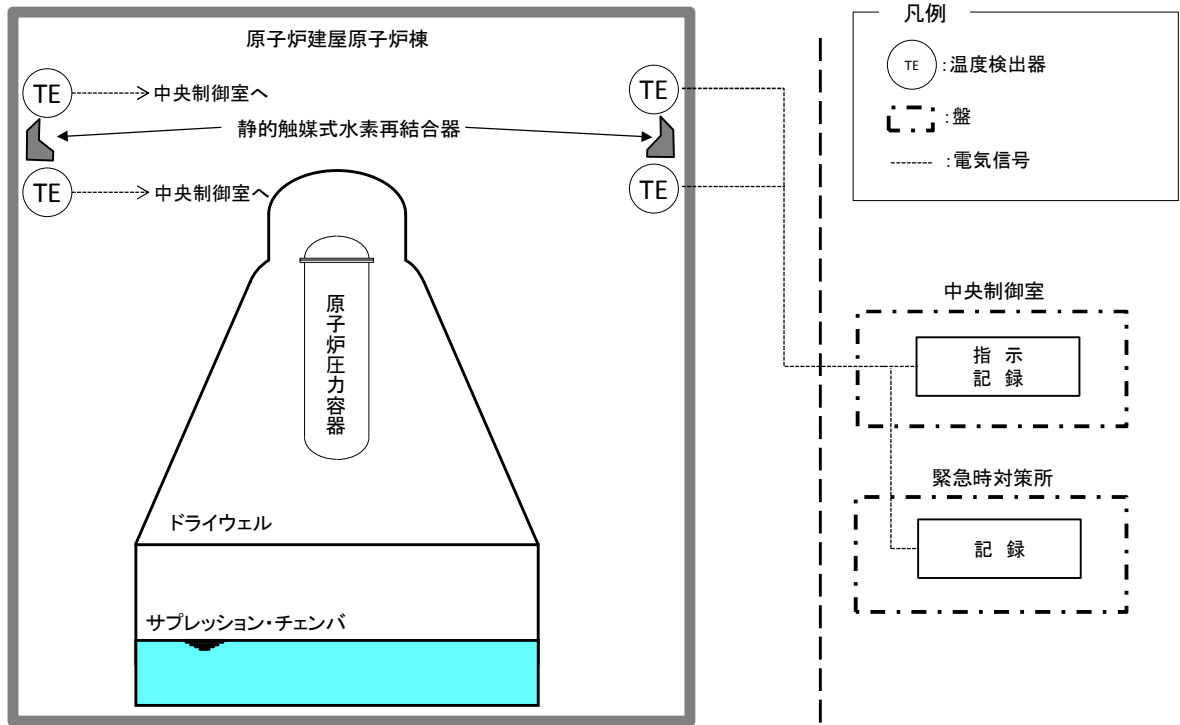 原子炉建屋原子炉棟
TE
中央制御室へ
静的触媒式水素再結合器
TE
中央制御室へ
TE
TE
原子炉圧力容器
ドライウェル
サプレッション・チェンバ
凡例
TE :温度検出器
:盤
:電気信号
中央制御室
指 示
記 録
緊急時対策所
記 録